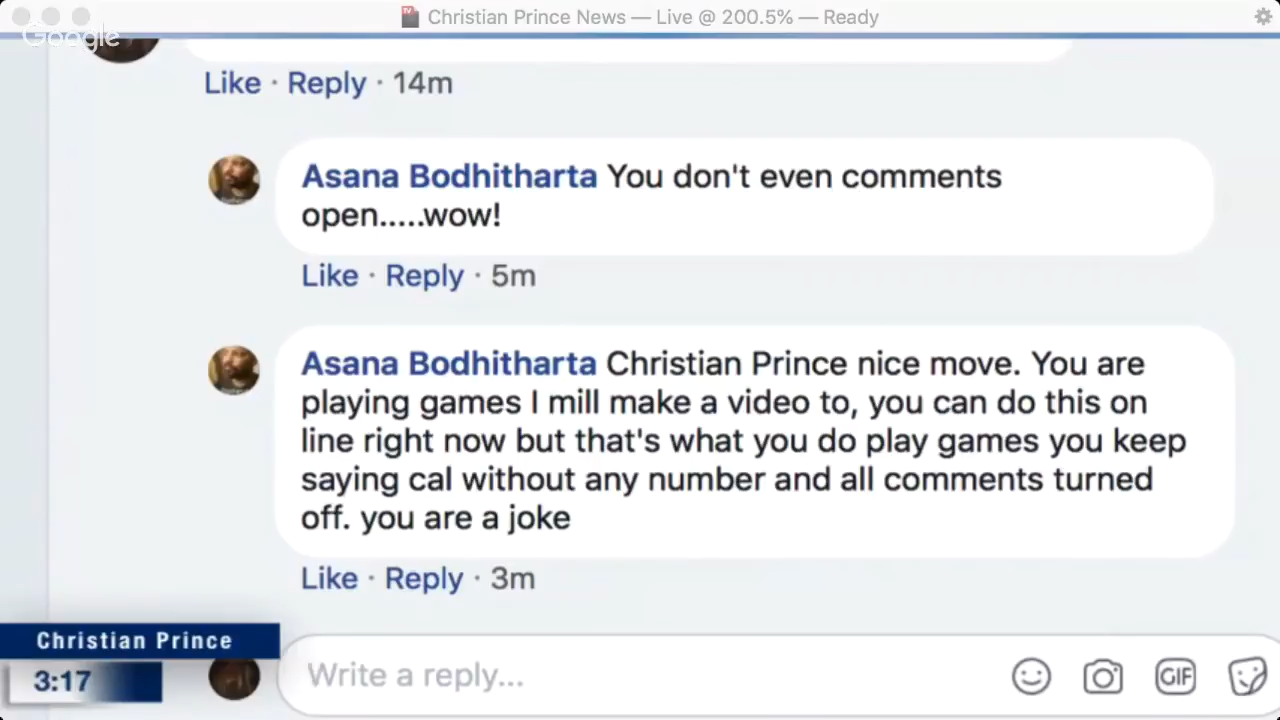 Christian Prince News — Live @ 200.5% — Ready
Google
Like · Reply · 14m
Asana Bodhitharta You don't even comments
open.....wow!
Like · Reply · 5m
Asana Bodhitharta Christian Prince nice move. You are
playing games I mill make a video to, you can do this on
line right now but that's what you do play games you keep
saying cal without any number and all comments turned
off. you are a joke
Like · Reply · 3m
Christian Prince
3:17
Write a reply...
GIF